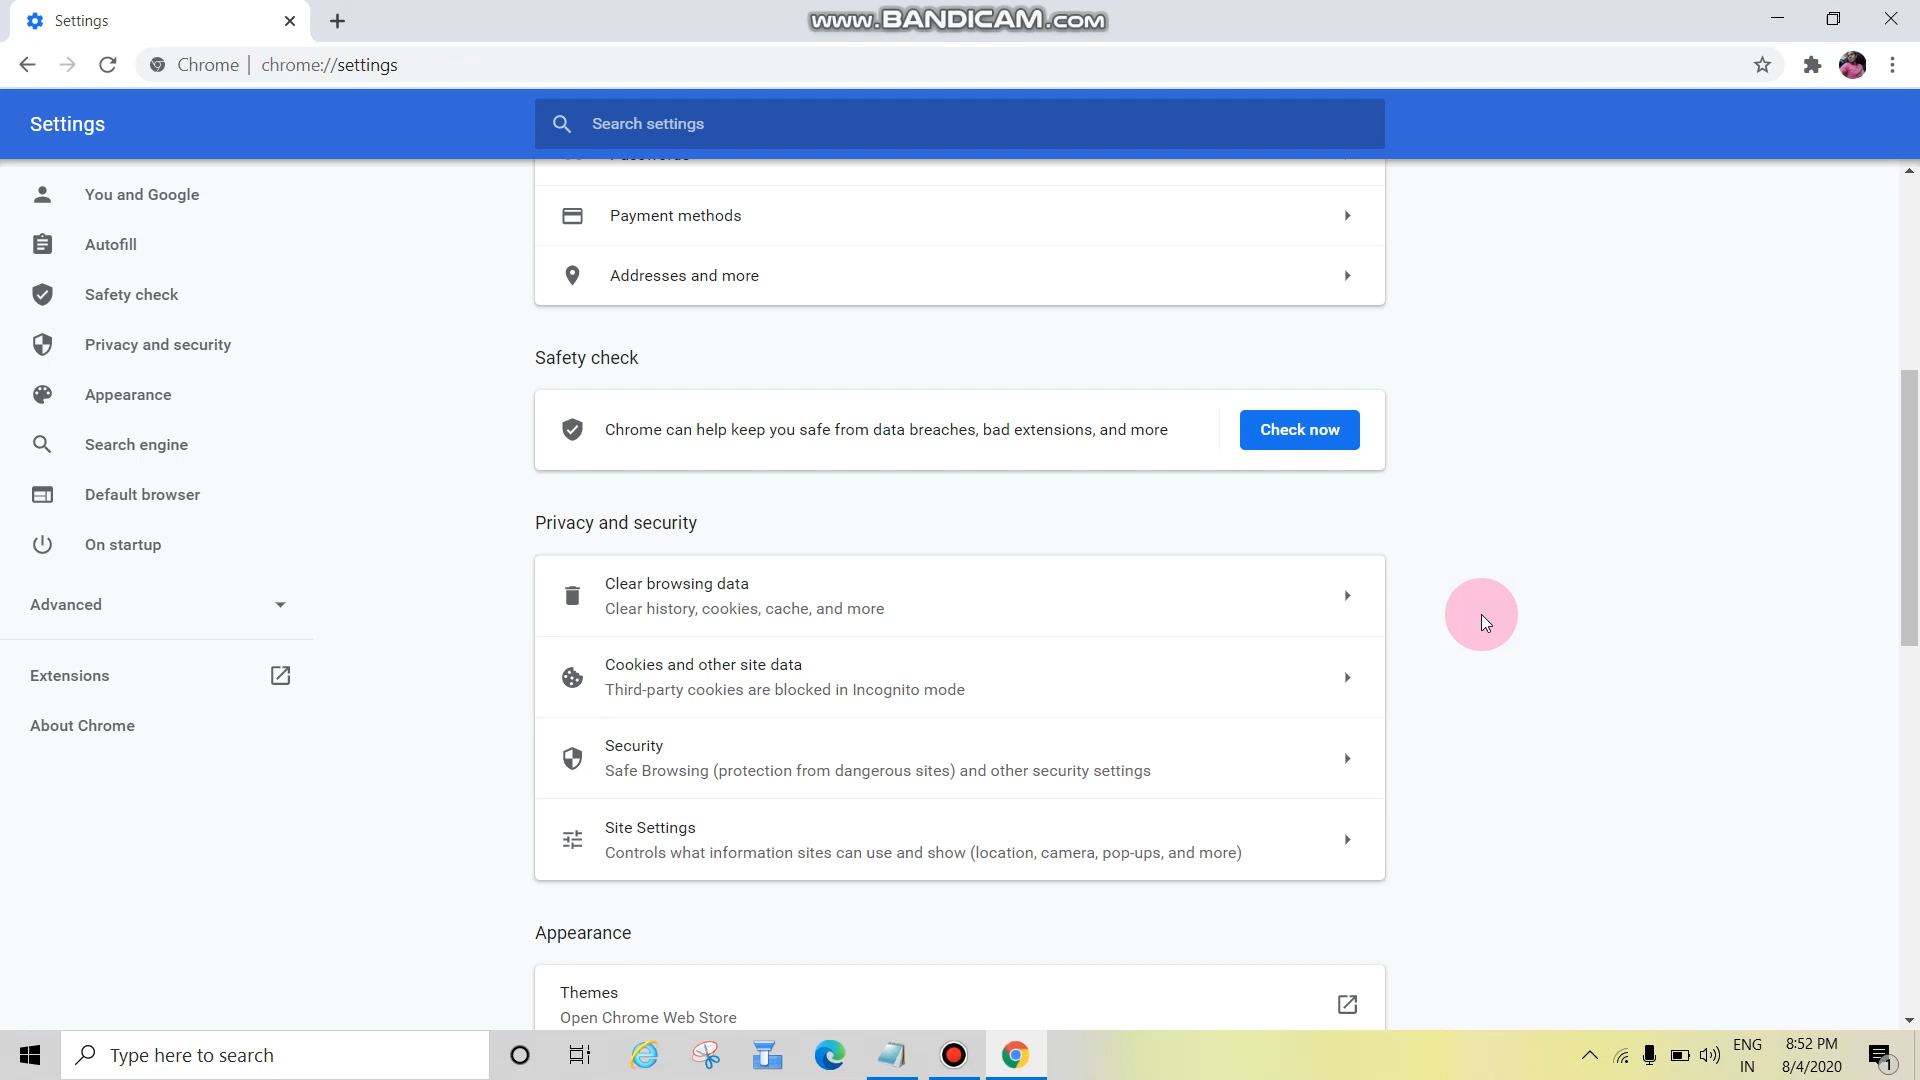 Settings
www.BANDICAM.com
Chrome | chrome://settings
Settings
Search settings
You and Google
Autofill
Safety check
Privacy and security
Appearance
Search engine
Default browser
On startup
Advanced
Extensions
About Chrome
Payment methods
Addresses and more
Safety check
Chrome can help keep you safe from data breaches, bad extensions, and more
Check now
Privacy and security
Clear browsing data
Clear history, cookies, cache, and more
Cookies and other site data
Third-party cookies are blocked in Incognito mode
Security
Safe Browsing (protection from dangerous sites) and other security settings
Site Settings
Controls what information sites can use and show (location, camera, pop-ups, and more)
Appearance
Themes
Open Chrome Web Store
Type here to search
ENG
IN
8:52 PM
8/4/2020
1